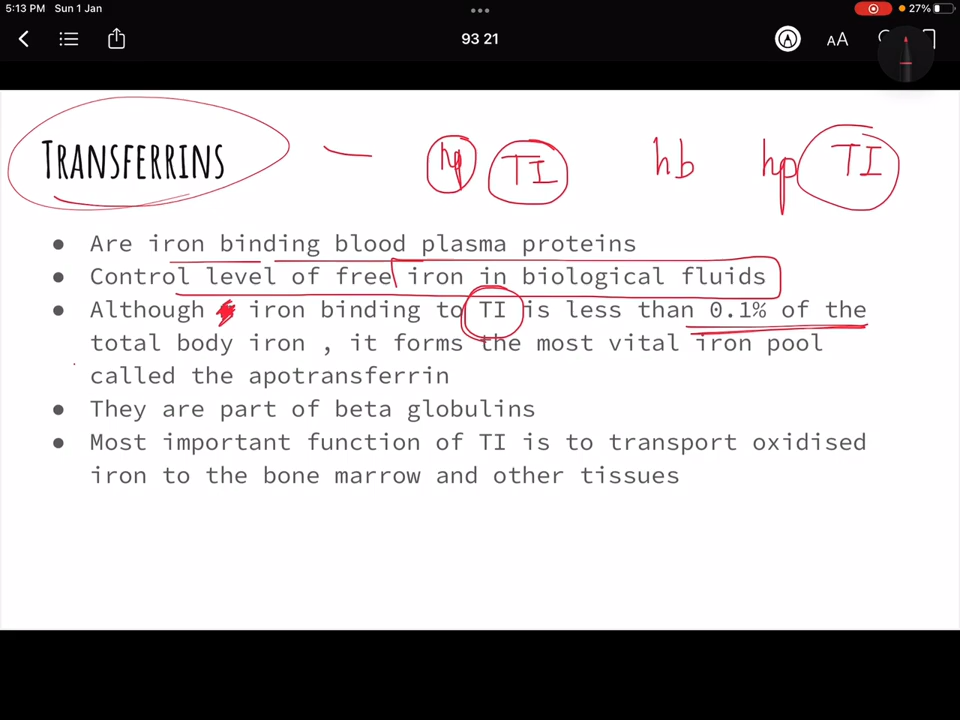 5:13 PM Sun 1 Jan
27%
93 21
AA
TRANSFERRINS
hp TI hb hp TI
● Are iron binding blood plasma proteins
● Control level of free iron in biological fluids
● Although iron binding to TI is less than 0.1% of the
total body iron , it forms the most vital iron pool
called the apotransferrin
● They are part of beta globulins
● Most important function of TI is to transport oxidised
iron to the bone marrow and other tissues